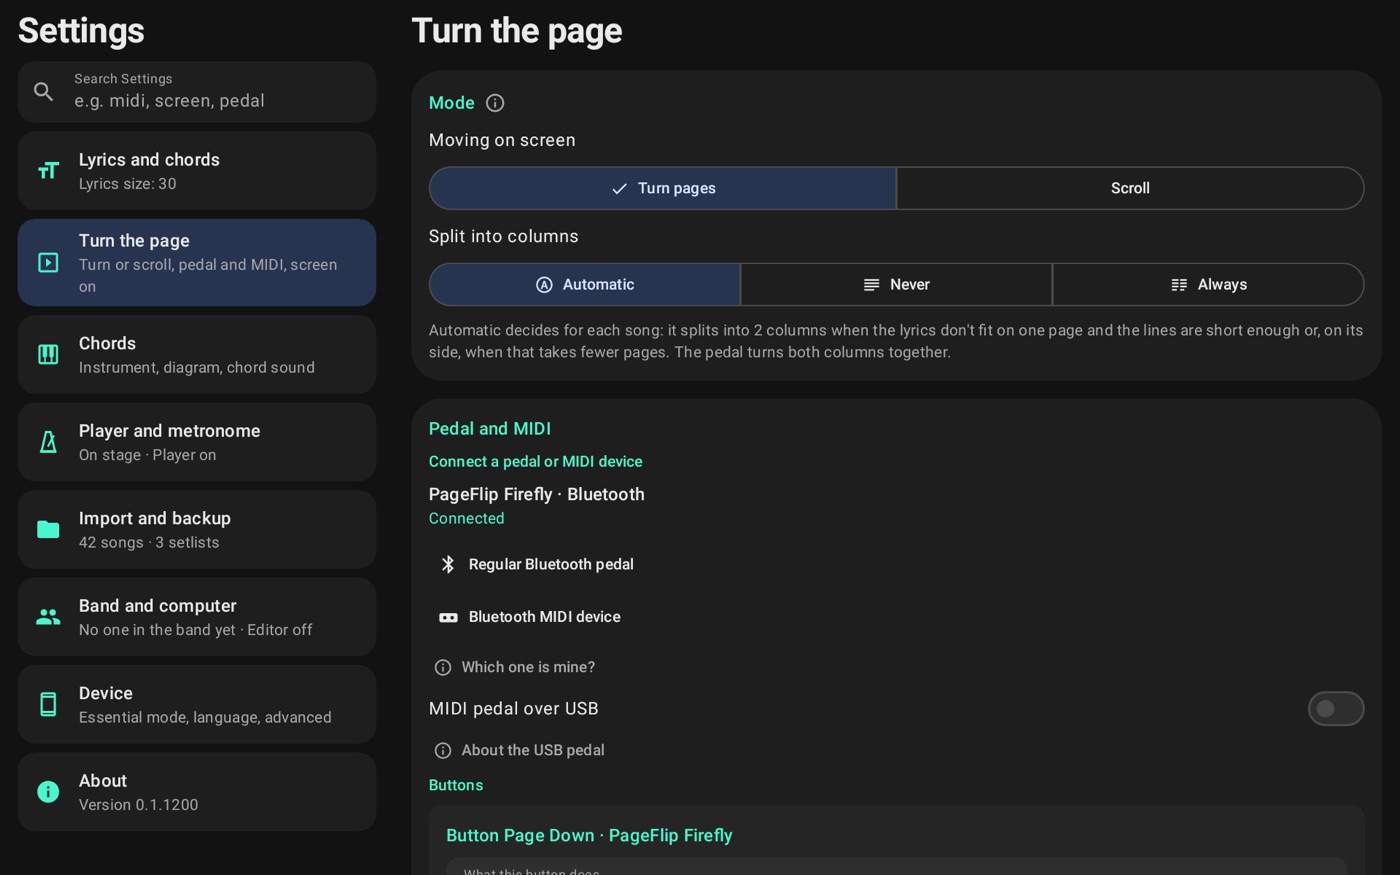 Settings
Search Settings
e.g. midi, screen, pedal
Lyrics and chords
Lyrics size: 30
Turn the page
Turn or scroll, pedal and MIDI, screen
on
Chords
Instrument, diagram, chord sound
Player and metronome
On stage · Player on
Import and backup
42 songs · 3 setlists
Band and computer
No one in the band yet · Editor off
Device
Essential mode, language, advanced
About
Version 0.1.1200
Turn the page
Mode
Moving on screen
Turn pages
Scroll
Split into columns
Automatic
Never
Always
Automatic decides for each song: it splits into 2 columns when the lyrics don't fit on one page and the lines are short enough or, on its
side, when that takes fewer pages. The pedal turns both columns together.
Pedal and MIDI
Connect a pedal or MIDI device
PageFlip Firefly · Bluetooth
Connected
Regular Bluetooth pedal
Bluetooth MIDI device
Which one is mine?
MIDI pedal over USB
About the USB pedal
Buttons
Button Page Down · PageFlip Firefly
What this button does